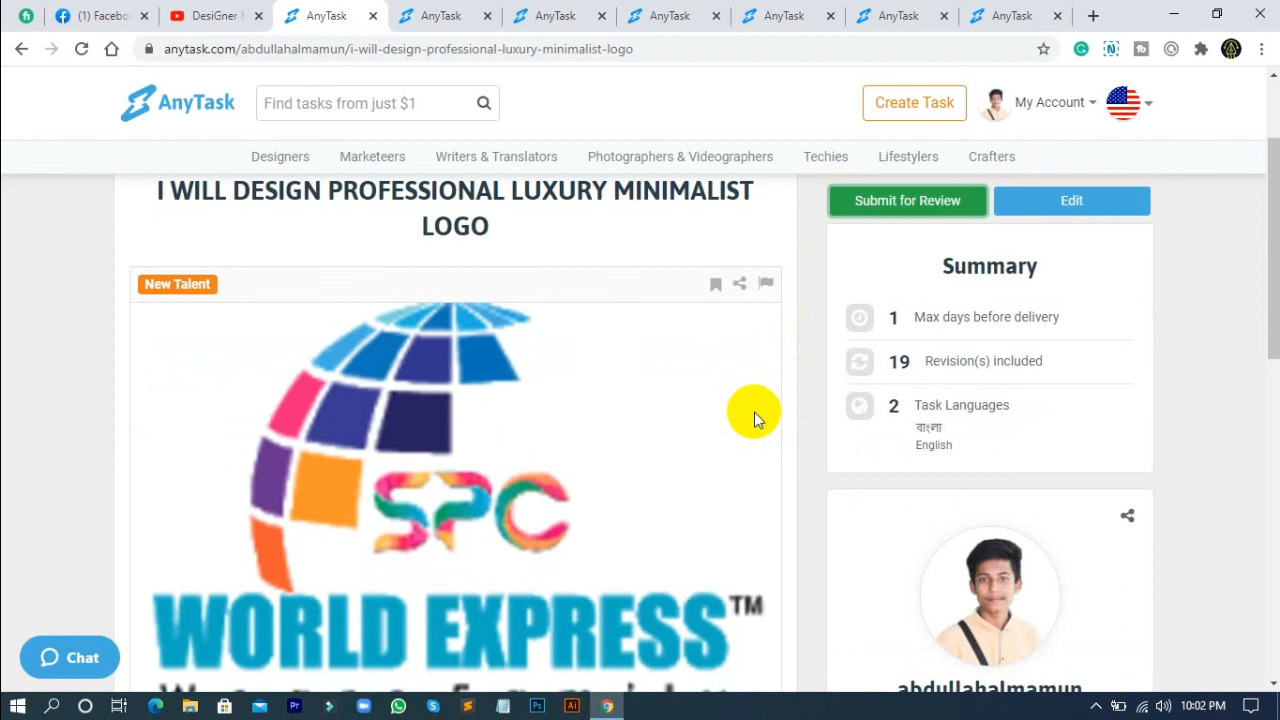 (1) Facebook
DesiGner M
AnyTask
AnyTask
AnyTask
AnyTask
AnyTask
AnyTask
AnyTask
anytask.com/abdullahalmamun/i-will-design-professional-luxury-minimalist-logo
AnyTask
Find tasks from just $1
Create Task
My Account
Designers
Marketeers
Writers & Translators
Photographers & Videographers
Techies
Lifestylers
Crafters
I WILL DESIGN PROFESSIONAL LUXURY MINIMALIST
LOGO
New Talent
SPC
WORLD EXPRESS™
Submit for Review
Edit
Summary
1 Max days before delivery
19 Revision(s) included
2 Task Languages
বাংলা
English
abdullahalmamun
Chat
10:02 PM